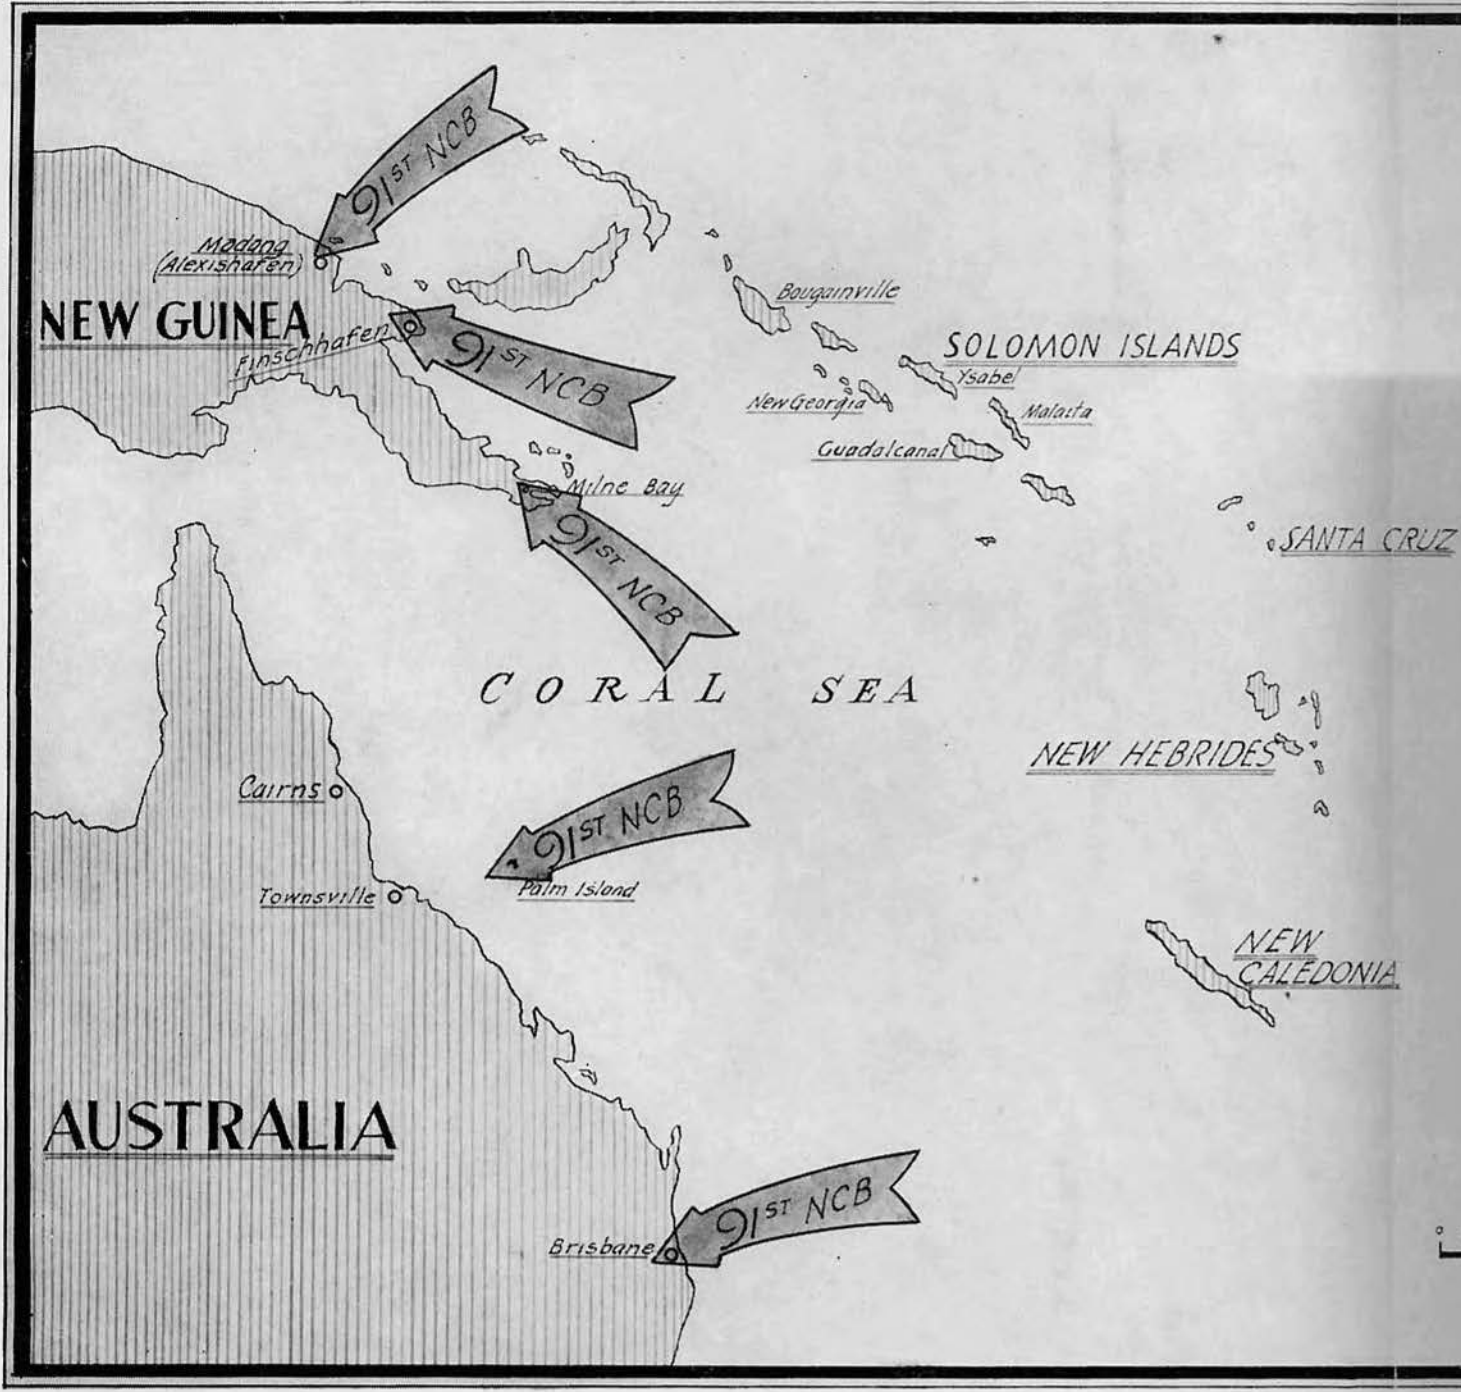 91ST NCB
Madang
(Alexishafen)
NEW GUINEA
Finschhafen
91ST NCB
Bougainville
SOLOMON ISLANDS
Ysabel
New Georgia
Malaita
Guadalcanal
Milne Bay
91ST NCB
SANTA CRUZ
CORAL SEA
NEW HEBRIDES
Cairns
91ST NCB
Palm Island
Townsville
NEW
CALEDONIA
AUSTRALIA
91ST NCB
Brisbane
0